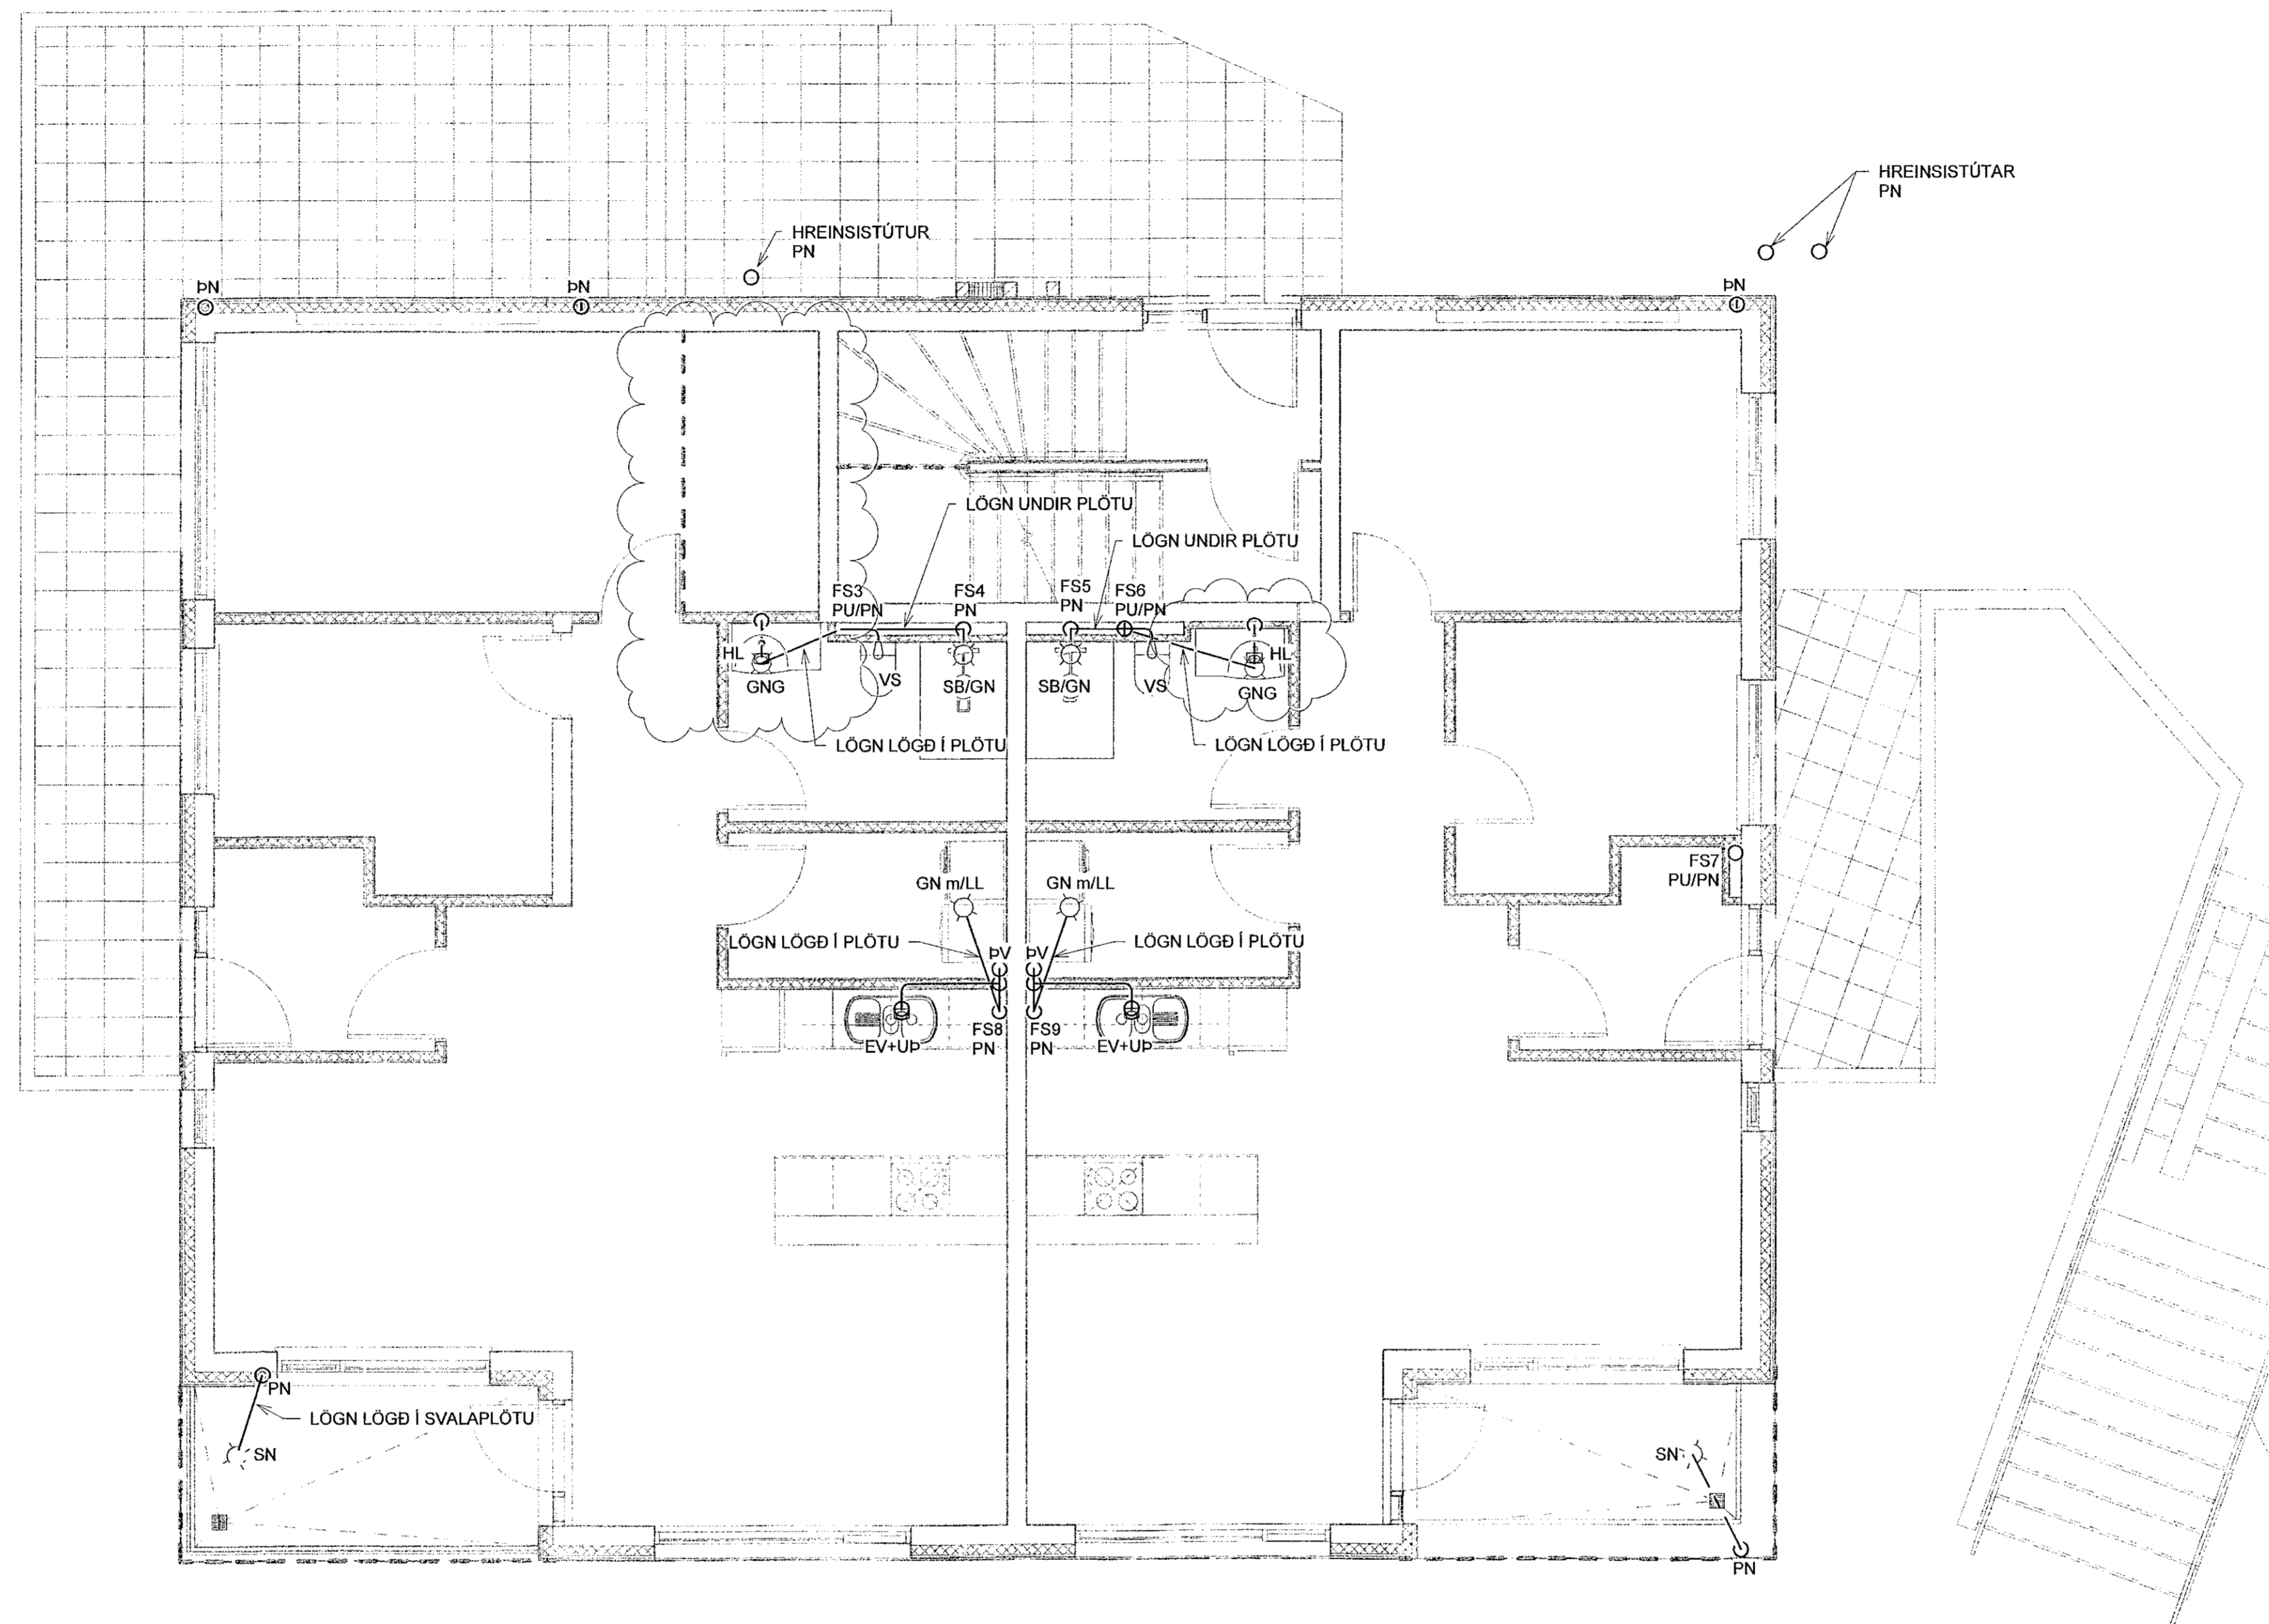 HREINSISTÚTAR
PN
HREINSISTÚTUR
PN
ÞN
ÞN
ÞN
LÖGN UNDIR PLÖTU
LÖGN UNDIR PLÖTU
FS3
PU/PN
FS4
PN
FS5
PN
FS6
PU/PN
HL
GNG
VS
SB/GN
SB/GN
VS
HL
GNG
LÖGN LÖGÐ Í PLÖTU
LÖGN LÖGÐ Í PLÖTU
FS7
PU/PN
GN m/LL
GN m/LL
LÖGN LÖGÐ Í PLÖTU
LÖGN LÖGÐ Í PLÖTU
ÞV
ÞV
FS8
PN
FS9
PN
EV+UÞ
EV+UÞ
PN
LÖGN LÖGÐ Í SVALAPLÖTU
SN
SN
PN